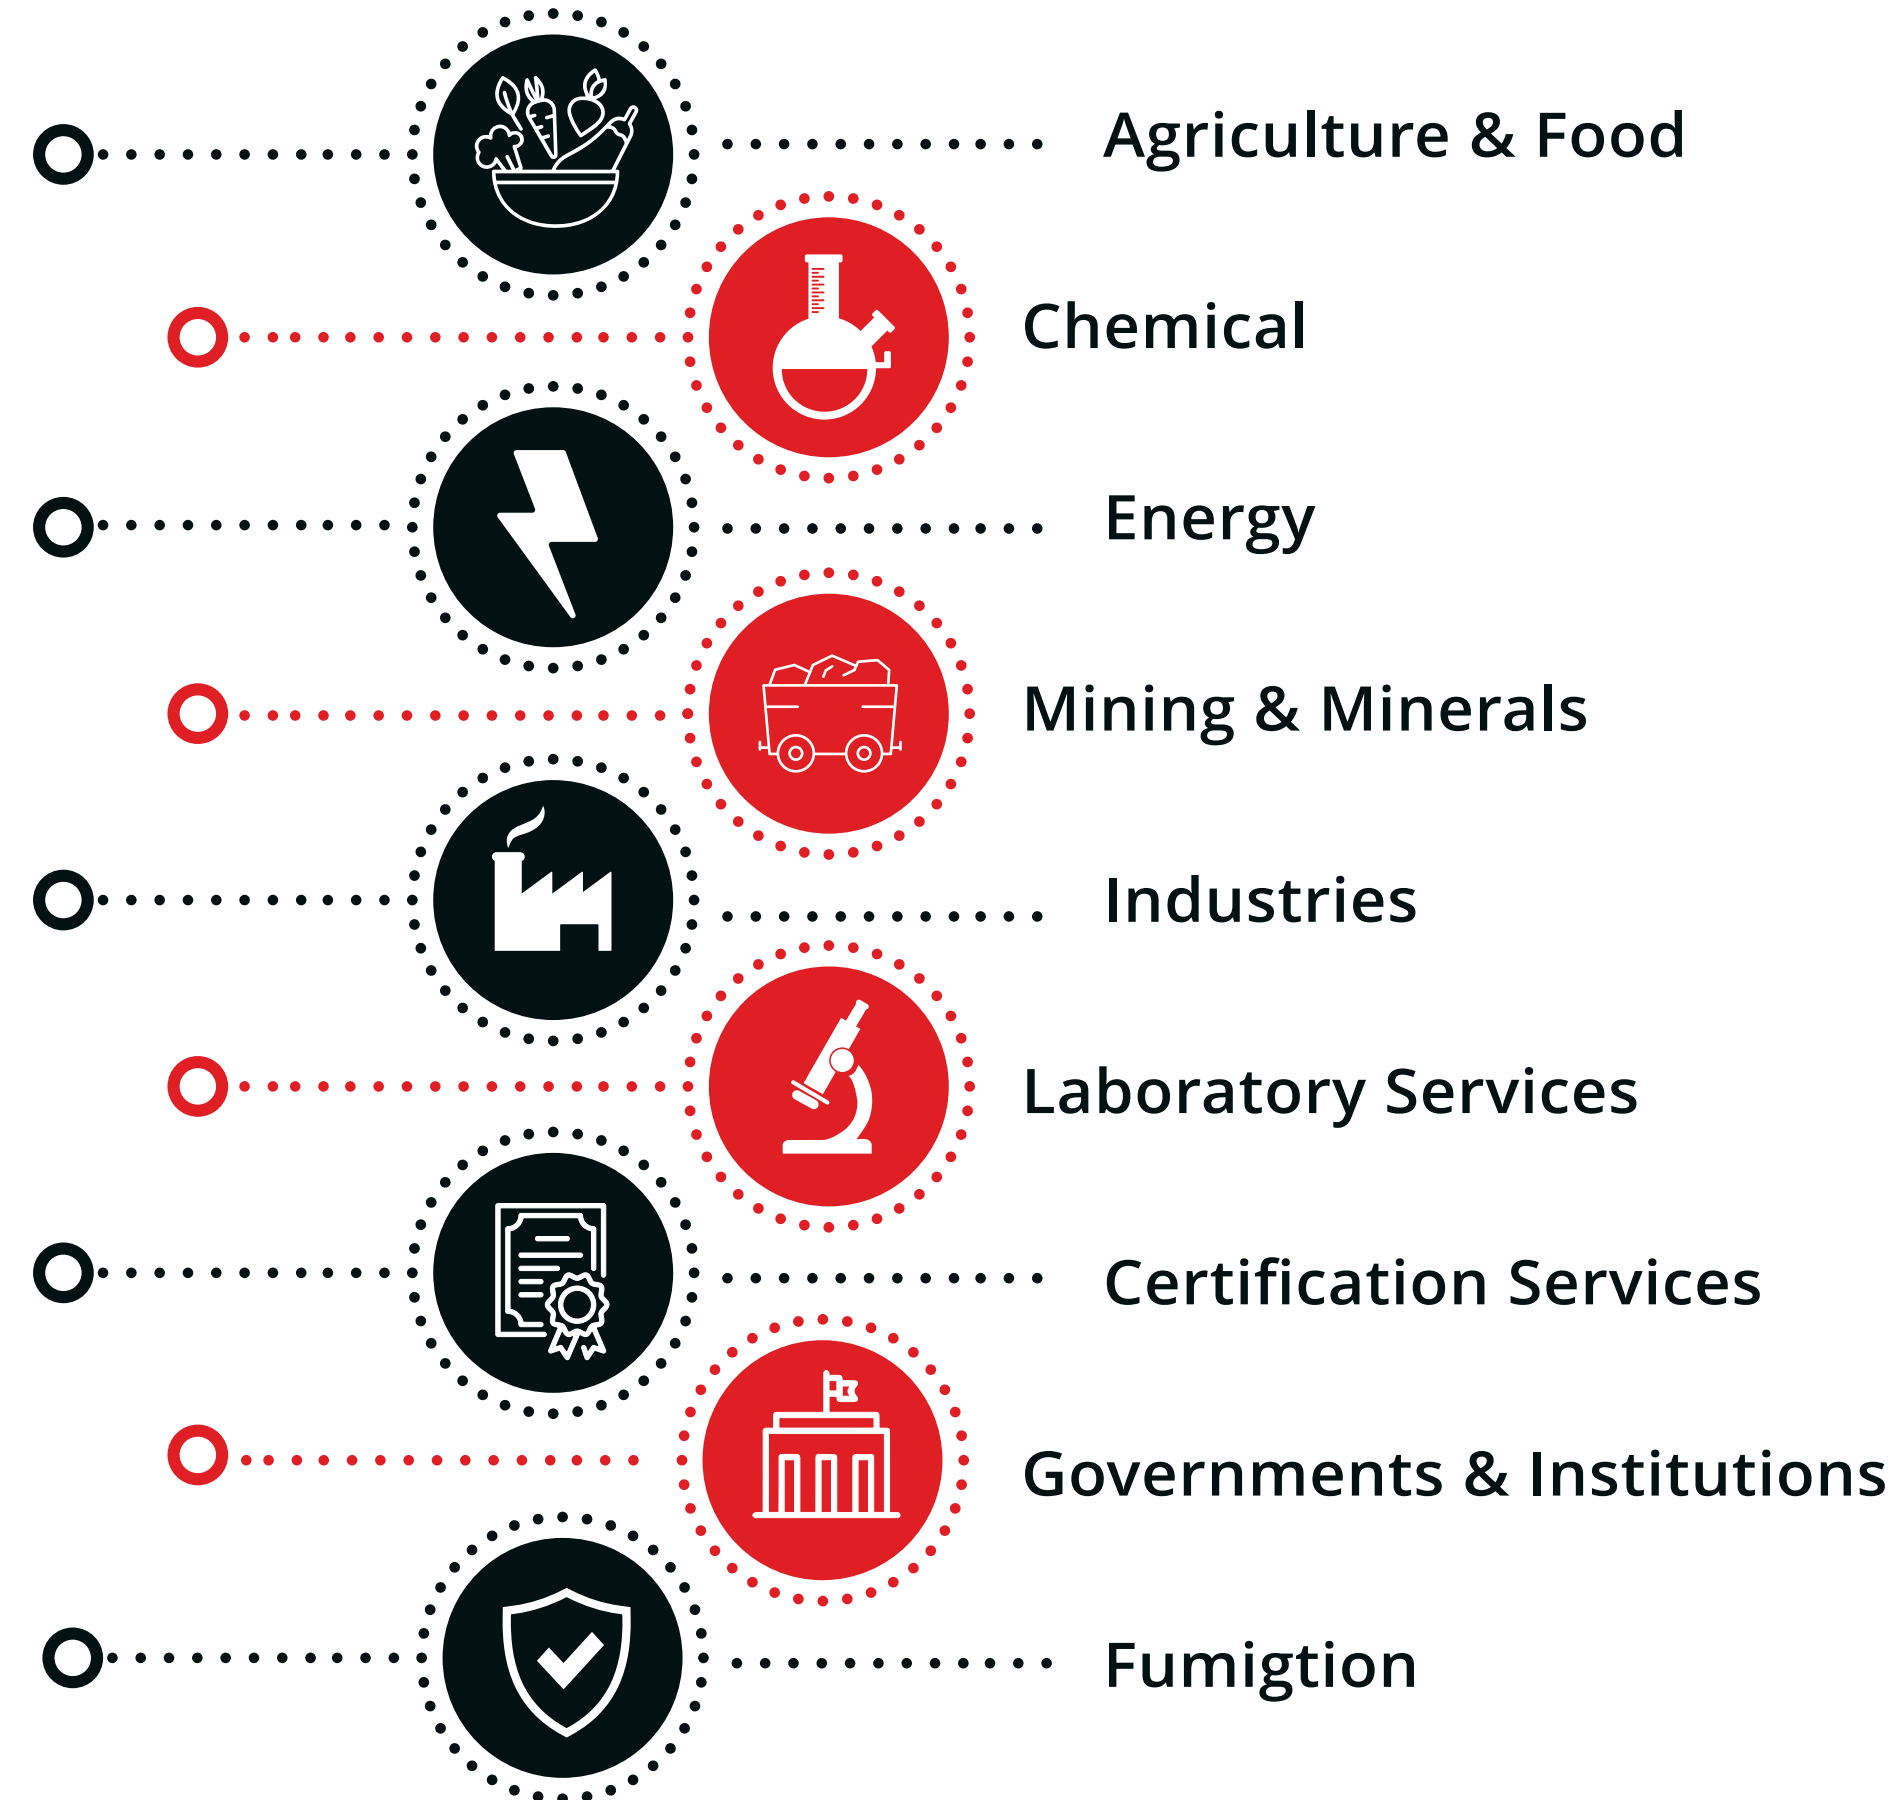 Agriculture & Food
Chemical
Energy
Mining & Minerals
Industries
Laboratory Services
Certification Services
Governments & Institutions
Fumigtion